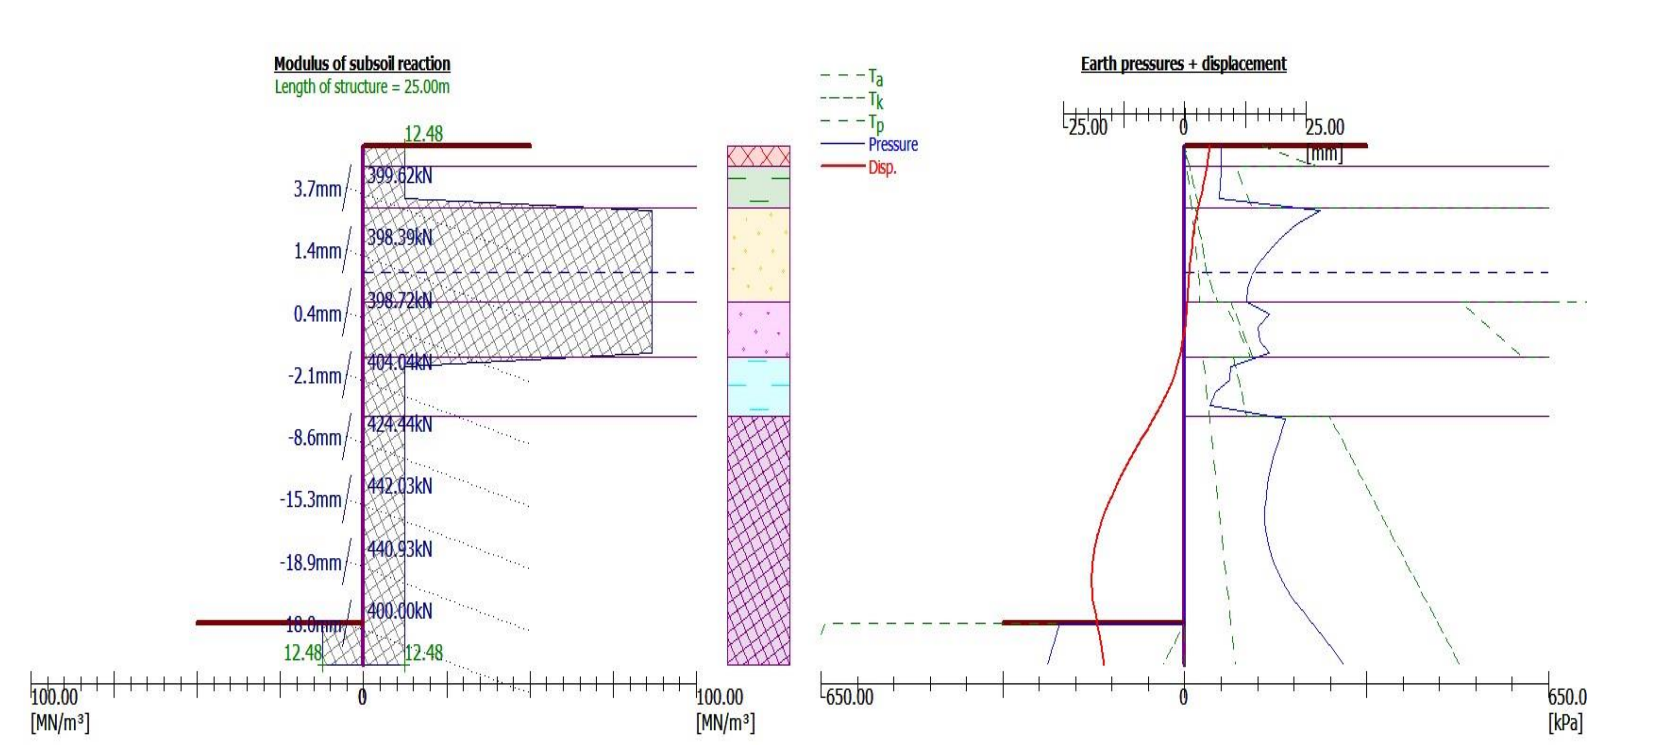 Modulus of subsoil reaction
Length of structure = 25.00m
12.48
399.62kN
3.7mm
398.39kN
1.4mm
398.72kN
0.4mm
404.04kN
-2.1mm
424.44kN
-8.6mm
442.03kN
-15.3mm
440.93kN
-18.9mm
400.00kN
18.0mm
12.48
12.48
100.00
0
100.00
[MN/m³]
[MN/m³]
Ta
Tk
Tp
Pressure
Disp.
Earth pressures + displacement
-25.00
0
25.00
[mm]
-650.00
0
650.0
[kPa]